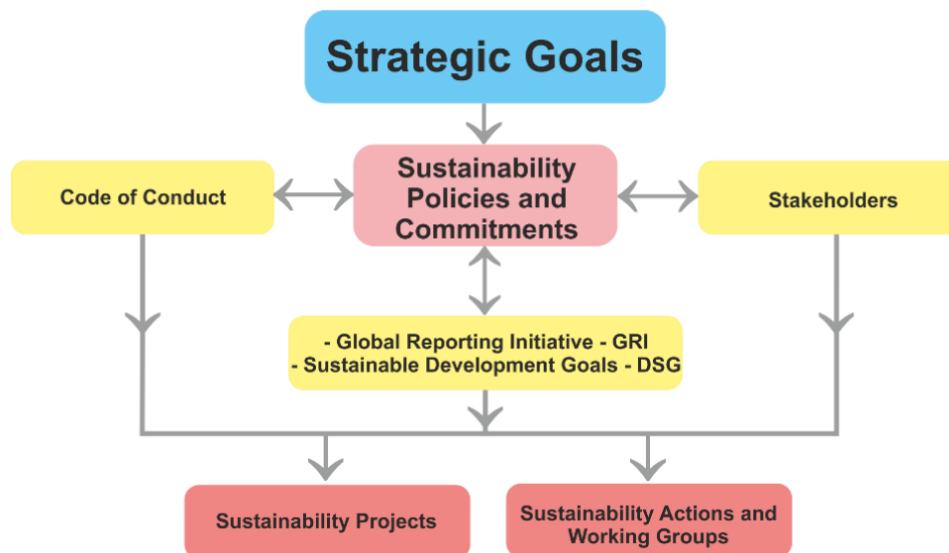 Strategic Goals
Sustainability
Policies and
Commitments
Code of Conduct
Stakeholders
- Global Reporting Initiative - GRI
- Sustainable Development Goals - DSG
Sustainability Projects
Sustainability Actions and
Working Groups